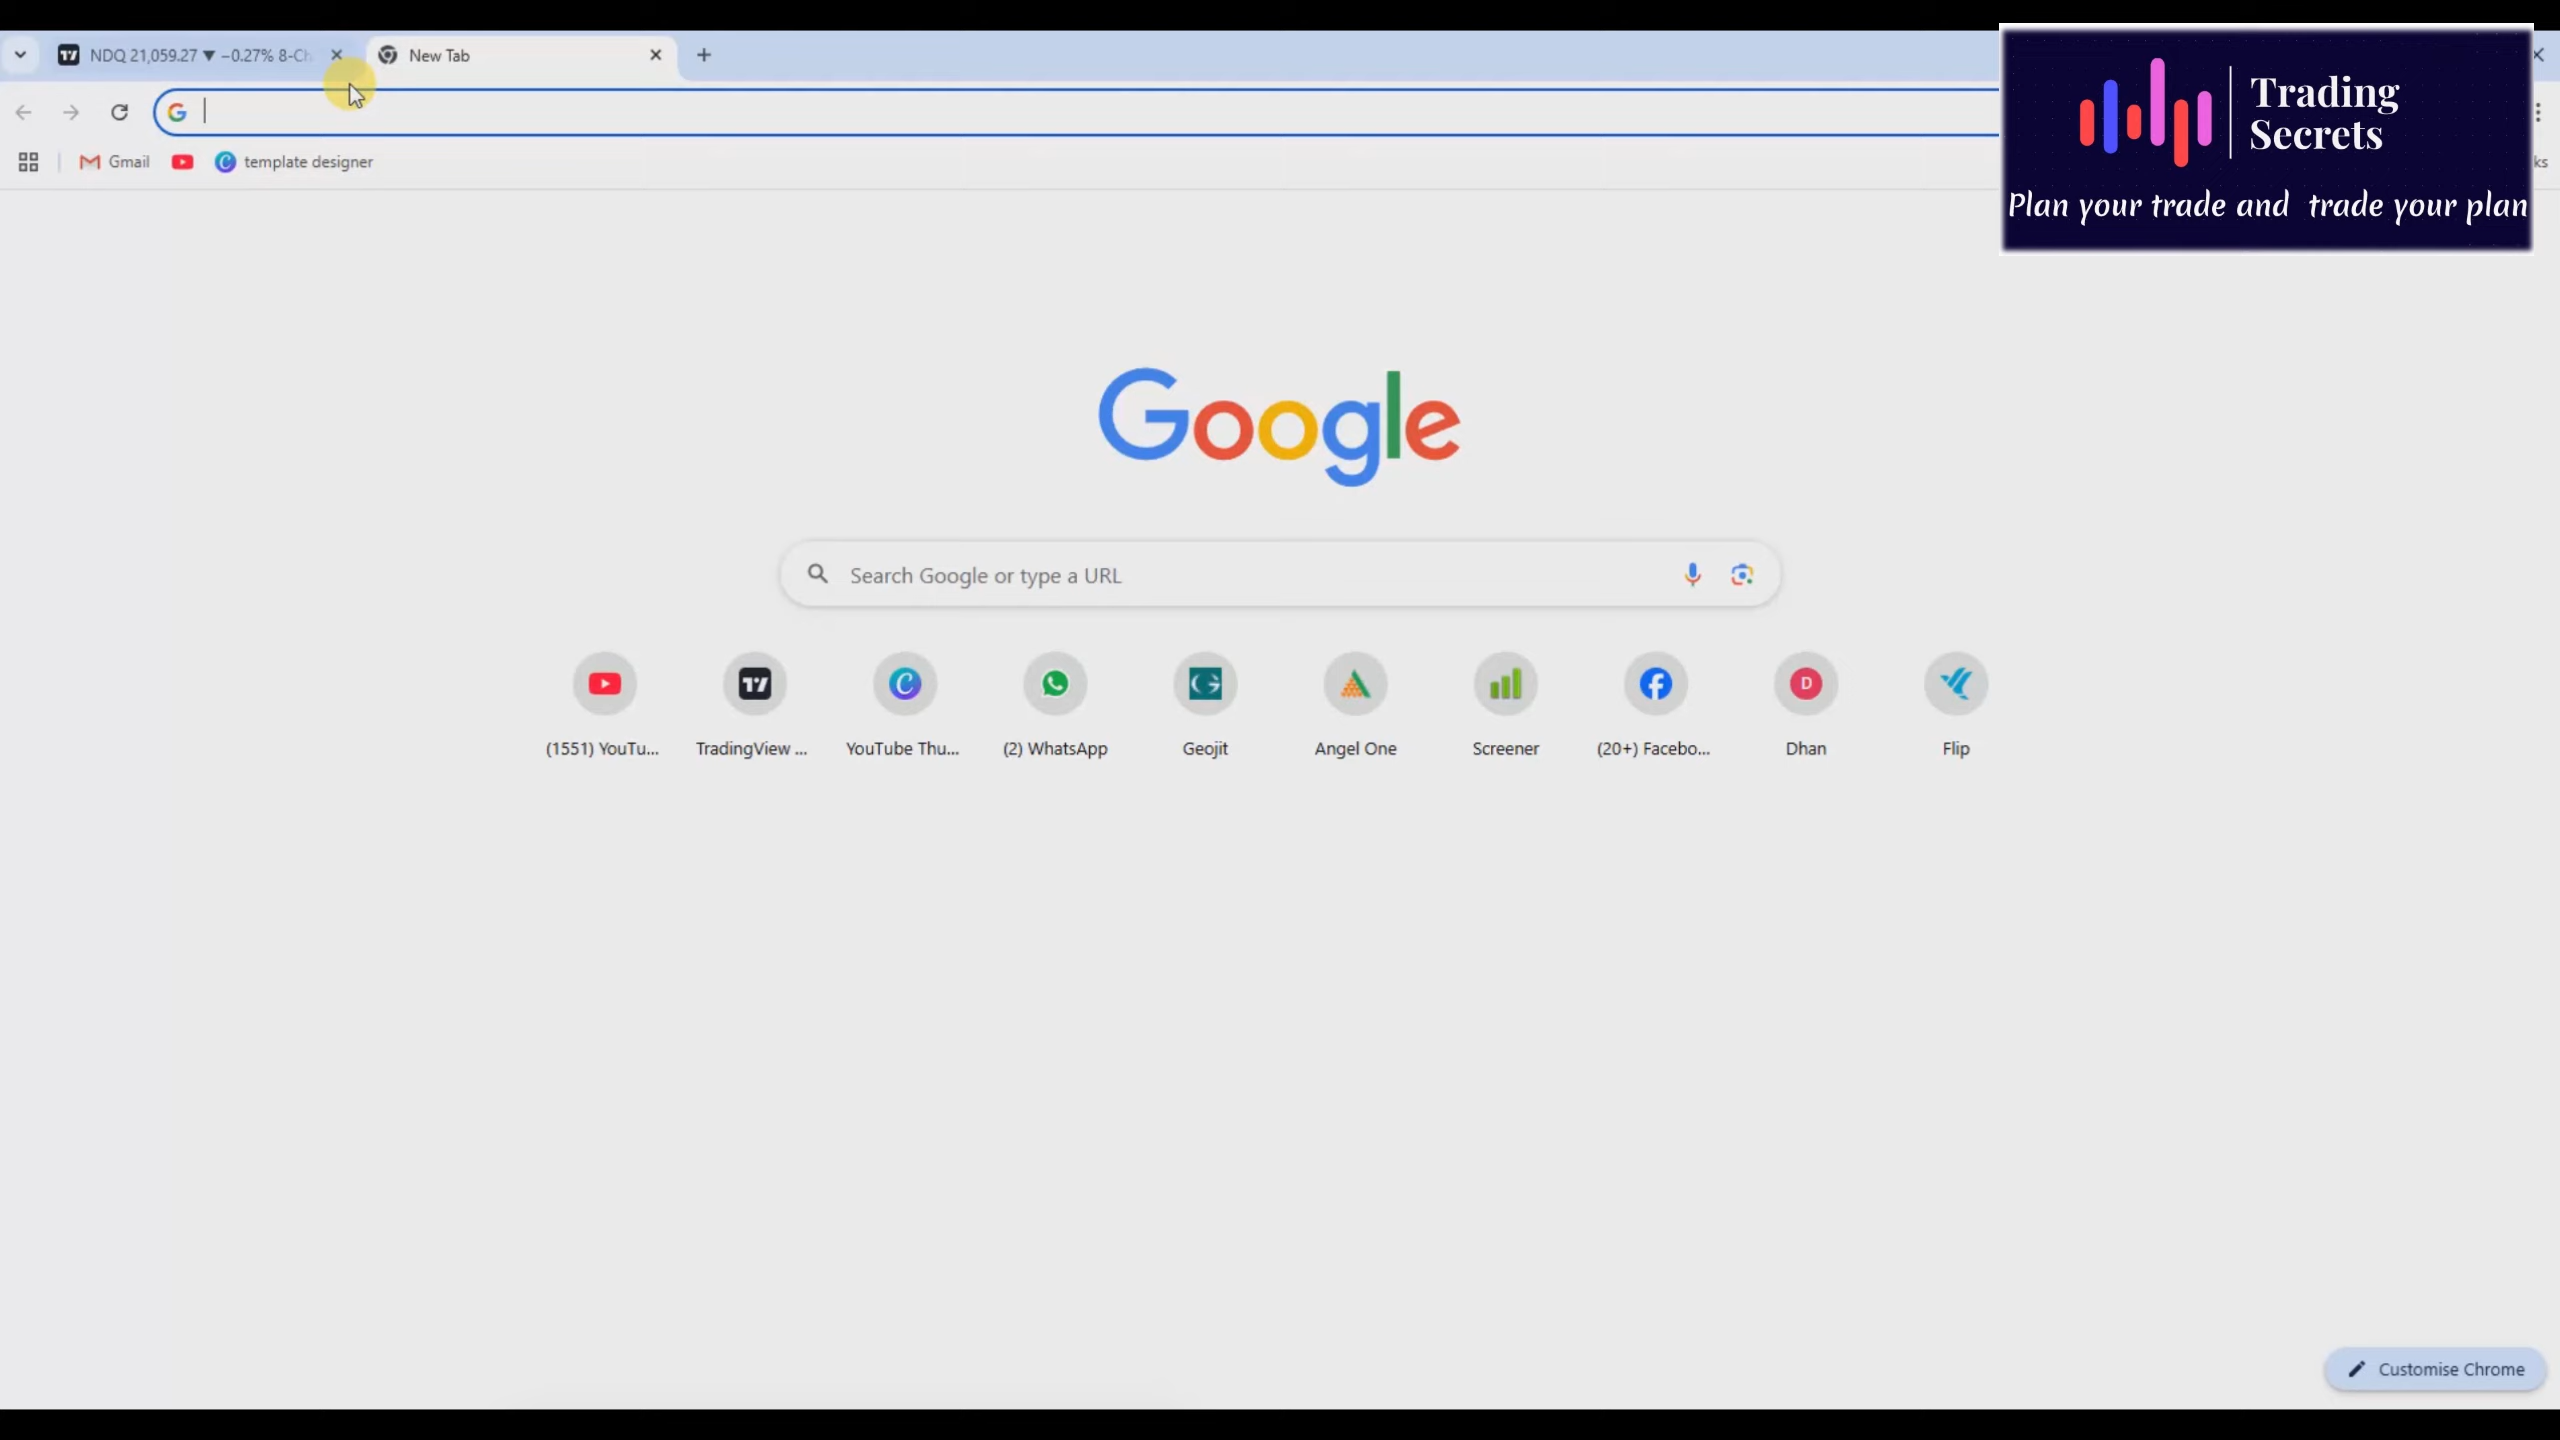 NDQ 21,059.27 ▼ −0.27% 8-Ch
New Tab
Gmail
template designer
ks
Trading
Secrets
Plan your trade and trade your plan
Google
Search Google or type a URL
(1551) YouTu...
TradingView ...
YouTube Thu...
(2) WhatsApp
Geojit
Angel One
Screener
(20+) Facebo...
D
Dhan
Flip
Customise Chrome